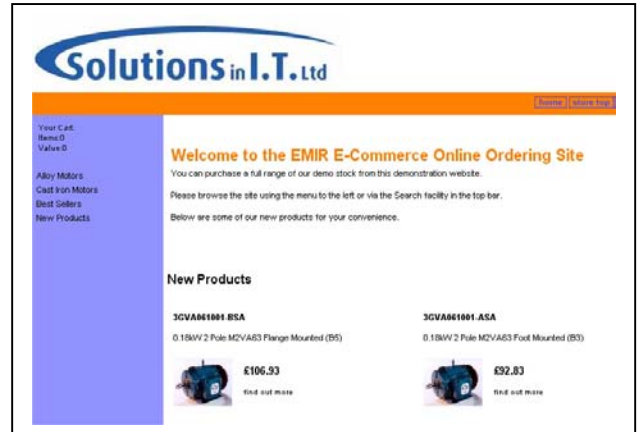 Solutions in I.T. Ltd
home store top
Your Cart
Items:0
Value:0
Alloy Motors
Cast Iron Motors
Best Sellers
New Products
Welcome to the EMIR E-Commerce Online Ordering Site
You can purchase a full range of our demo stock from this demonstration website.
Please browse the site using the menu to the left or via the Search facility in the top bar.
Below are some of our new products for your convenience.
New Products
3GVA061001-BSA
0.18kW 2 Pole M2VA63 Flange Mounted (B5)
£106.93
find out more
3GVA061001-ASA
0.18kW 2 Pole M2VA63 Foot Mounted (B3)
£92.83
find out more